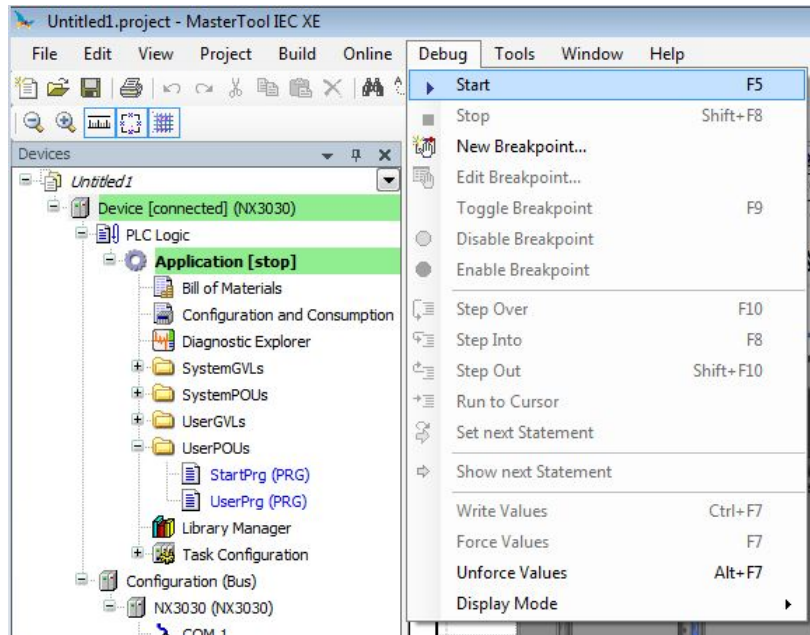 Untitled1.project - MasterTool IEC XE
File Edit View Project Build Online Debug Tools Window Help
Devices
Untitled1
Device [connected] (NX3030)
PLC Logic
Application [stop]
Bill of Materials
Configuration and Consumption
Diagnostic Explorer
SystemGVLs
SystemPOUs
UserGVLs
UserPOUs
StartPrg (PRG)
UserPrg (PRG)
Library Manager
Task Configuration
Configuration (Bus)
NX3030 (NX3030)
COM 1
Start F5
Stop Shift+F8
New Breakpoint...
Edit Breakpoint...
Toggle Breakpoint F9
Disable Breakpoint
Enable Breakpoint
Step Over F10
Step Into F8
Step Out Shift+F10
Run to Cursor
Set next Statement
Show next Statement
Write Values Ctrl+F7
Force Values F7
Unforce Values Alt+F7
Display Mode